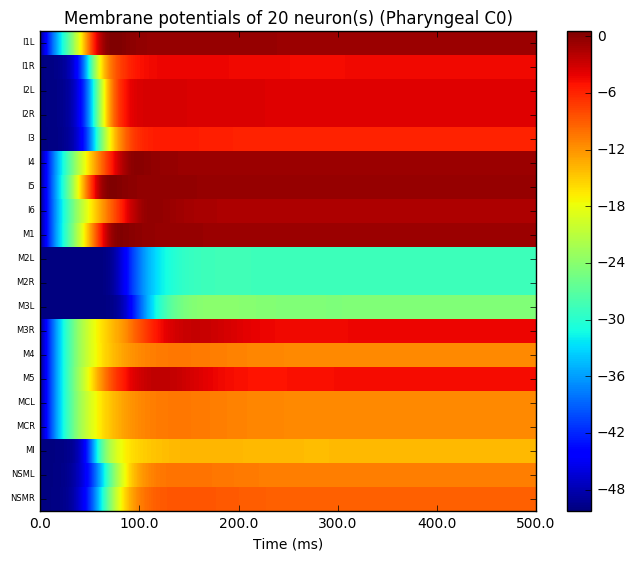 Membrane potentials of 20 neuron(s) (Pharyngeal C0)
I1L
I1R
I2L
I2R
I3
I4
I5
I6
M1
M2L
M2R
M3L
M3R
M4
M5
MCL
MCR
MI
NSML
NSMR
0.0 100.0 200.0 300.0 400.0 500.0
Time (ms)
0
−6
−12
−18
−24
−30
−36
−42
−48